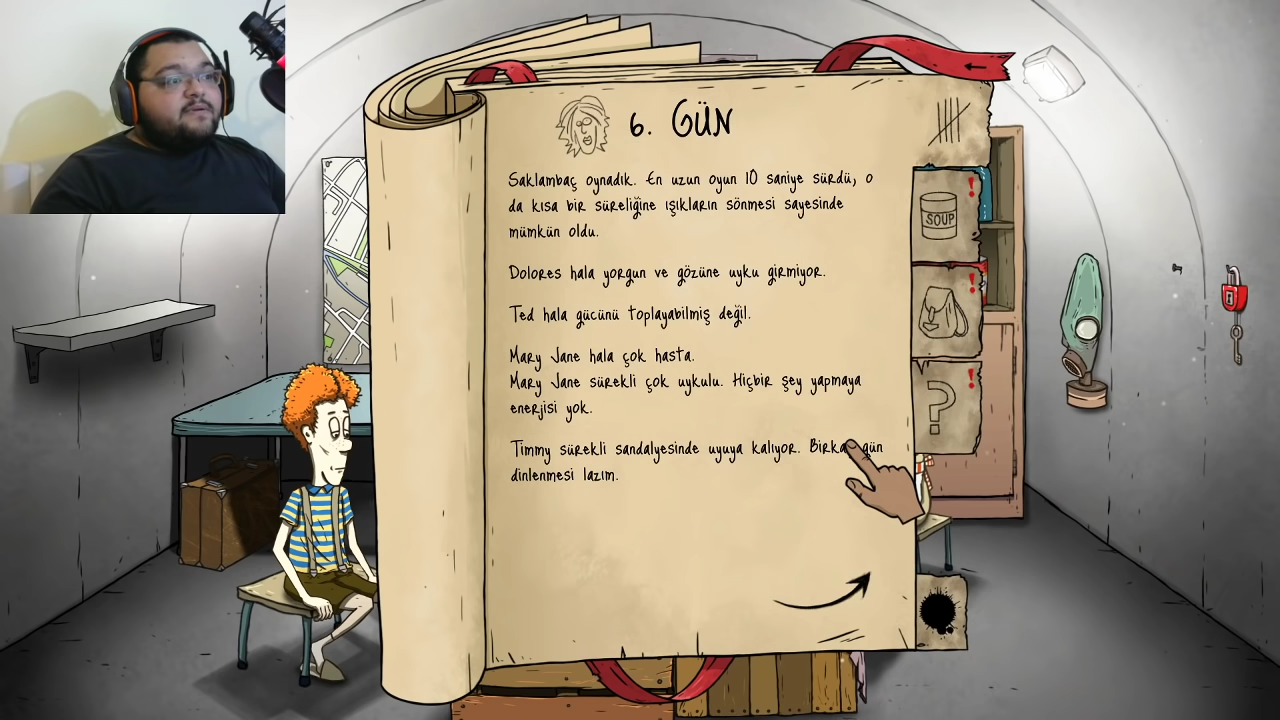 6. GÜN
Saklambaç oynadık. En uzun oyun 10 saniye sürdü, o
da kısa bir süreliğine ışıkların sönmesi sayesinde
mümkün oldu.
Dolores hala yorgun ve gözüne uyku girmiyor.
Ted hala gücünü toplayabilmiş değil.
Mary Jane hala çok hasta.
Mary Jane sürekli çok uykulu. Hiçbir şey yapmaya
enerjisi yok.
Timmy sürekli sandalyesinde uyuya kalıyor. gün
dinlenmesi lazım.
!
SOUP
!
!
?